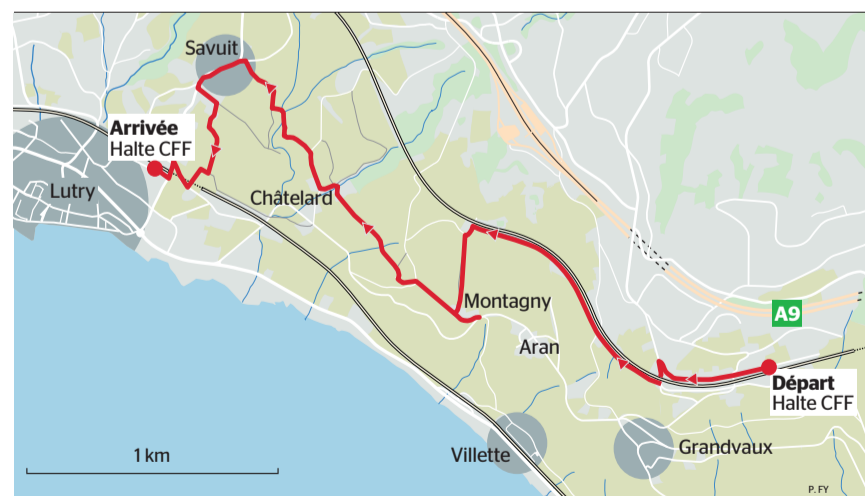 Savuit
Arrivée
Halte CFF
Lutry
Châtelard
Montagny
A9
Aran
Départ
Halte CFF
Villette
Grandvaux
1 km
P. FY